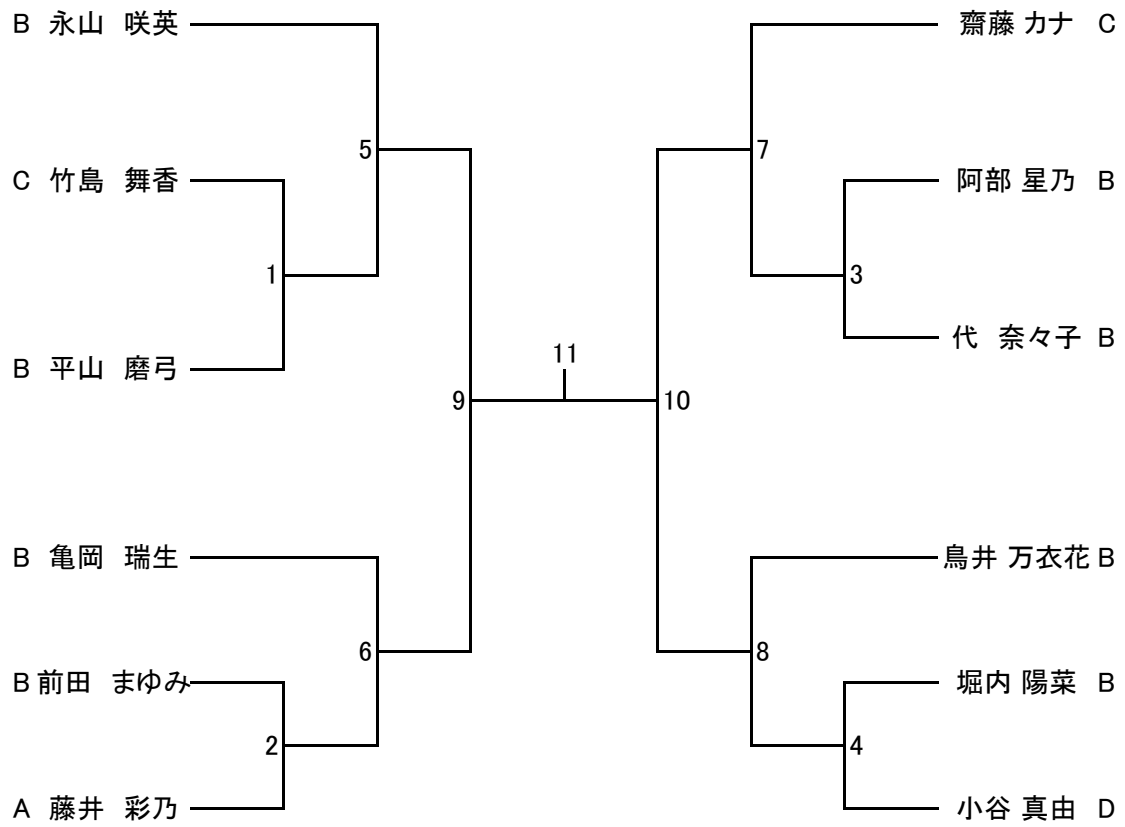 B 永山 咲英
C 竹島 舞香
B 平山 磨弓
B 亀岡 瑞生
B 前田 まゆみ
A 藤井 彩乃
5
1
9
6
2
11
齋藤 カナ C
阿部 星乃 B
代 奈々子 B
鳥井 万衣花 B
堀内 陽菜 B
小谷 真由 D
7
3
10
8
4